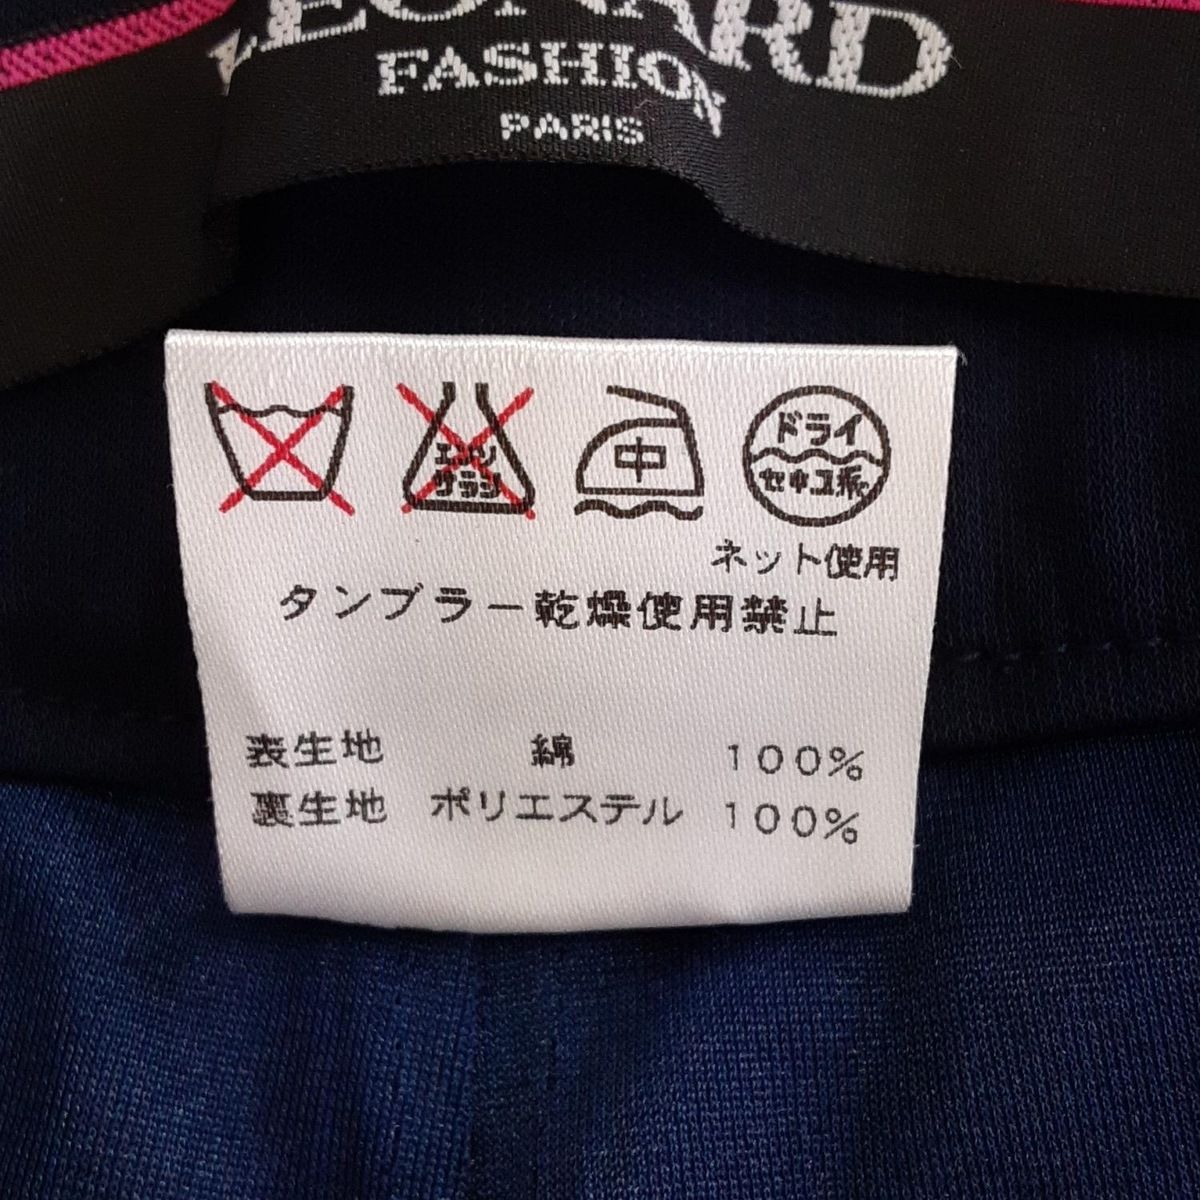 LEONARD
FASHION
PARIS
エンソ
サラシ
中
ドライ
セキユ系
ネット使用
タンブラー乾燥使用禁止
表生地 綿 100%
裏生地 ポリエステル 100%